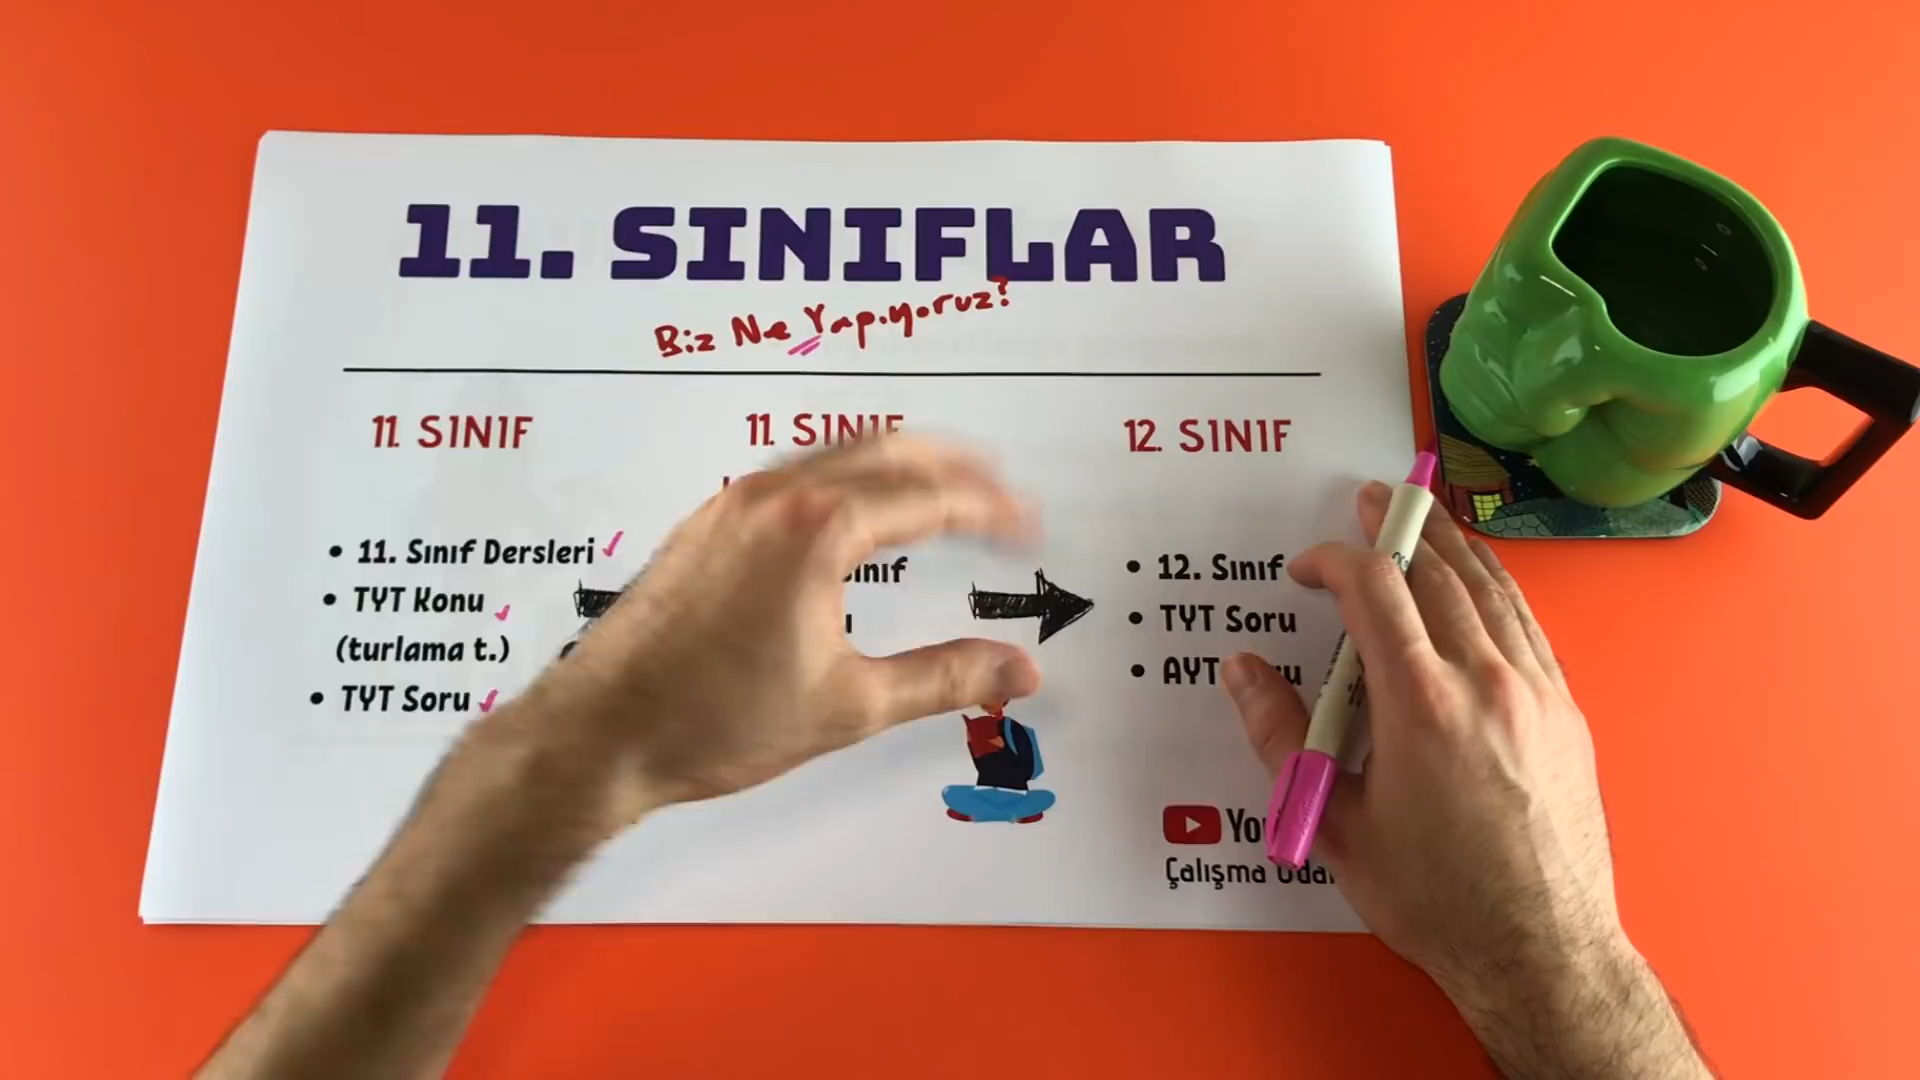 11. SINIFLAR
Biz Ne Yapıyoruz?
11. SINIF
11. SINIF
12. SINIF
• 11. Sınıf Dersleri
• TYT Konu
(turlama t.)
• TYT Soru
• 12. Sınıf
• TYT Soru
• AYT
Çalışma